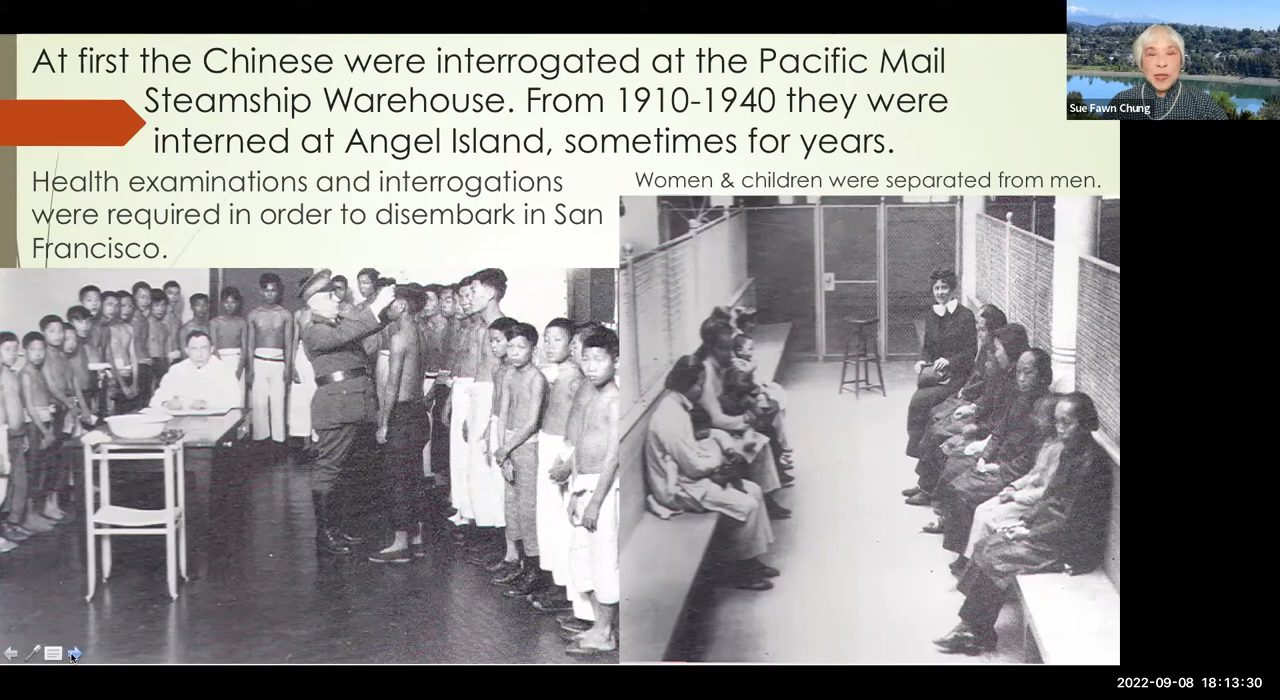 At first the Chinese were interrogated at the Pacific Mail
Steamship Warehouse. From 1910-1940 they were
interned at Angel Island, sometimes for years.
Health examinations and interrogations
were required in order to disembark in San
Francisco.
Women & children were separated from men.
Sue Fawn Chung
2022-09-08 18:13:30